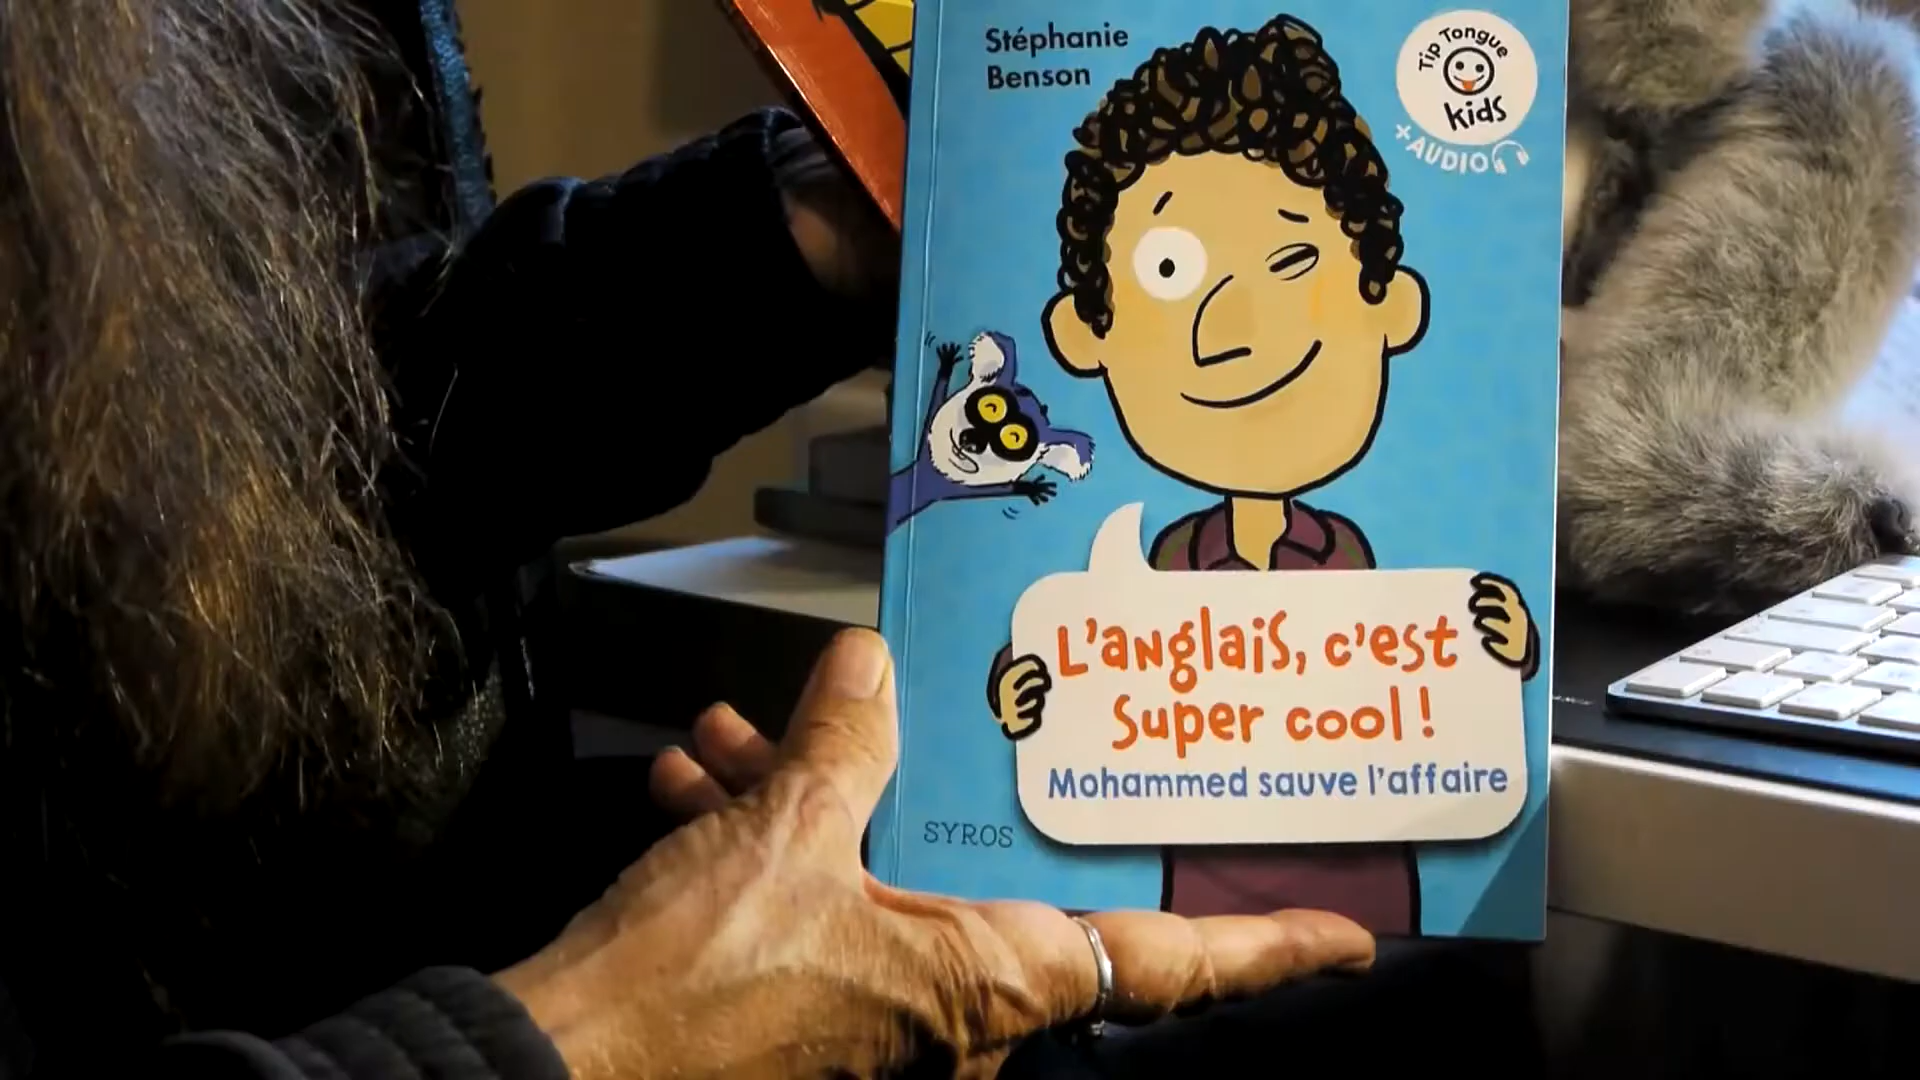 Stéphanie
Benson
Tip Tongue
kids
+AUDIO
L'anglais, c'est
super cool !
Mohammed sauve l'affaire
SYROS